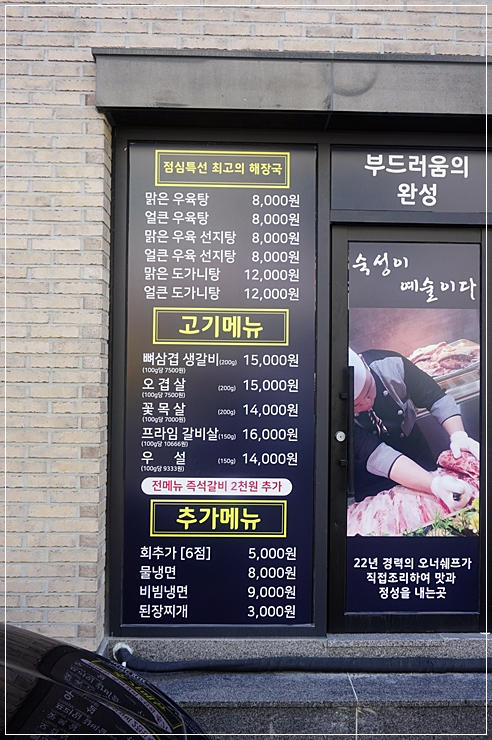 점심특선 최고의 해장국
맑은 우육탕 8,000원
얼큰 우육탕 8,000원
맑은 우육 선지탕 8,000원
얼큰 우육 선지탕 8,000원
맑은 도가니탕 12,000원
얼큰 도가니탕 12,000원
고기메뉴
뼈삼겹 생갈비(200g) 15,000원
(100g당 7500원)
오겹살 (200g) 15,000원
(100g당 7500원)
꽃목살 (200g) 14,000원
(100g당 7000원)
프라임 갈비살(150g) 16,000원
(100g당 10666원)
우 설 (150g) 14,000원
(100g당 9333원)
전메뉴 즉석갈비 2천원 추가
추가메뉴
회추가 [6점] 5,000원
물냉면 8,000원
비빔냉면 9,000원
된장찌개 3,000원
부드러움의
완성
숙성이
예술이다
22년 경력의 오너쉐프가
직접조리하여 맛과
정성을 내는곳